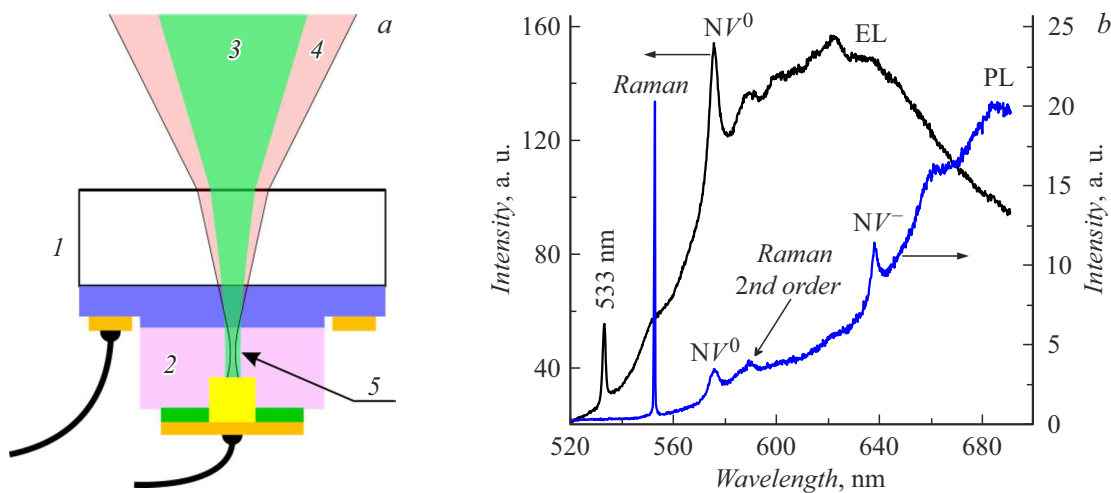 a
3
4
1
2
5
b
Intensity, a. u.
160
120
80
40
520
560
600
640
680
Wavelength, nm
25
20
15
10
5
0
Intensity, a. u.
533 nm
Raman
NV⁰
EL
PL
NV⁻
Raman
2nd order
NV⁰